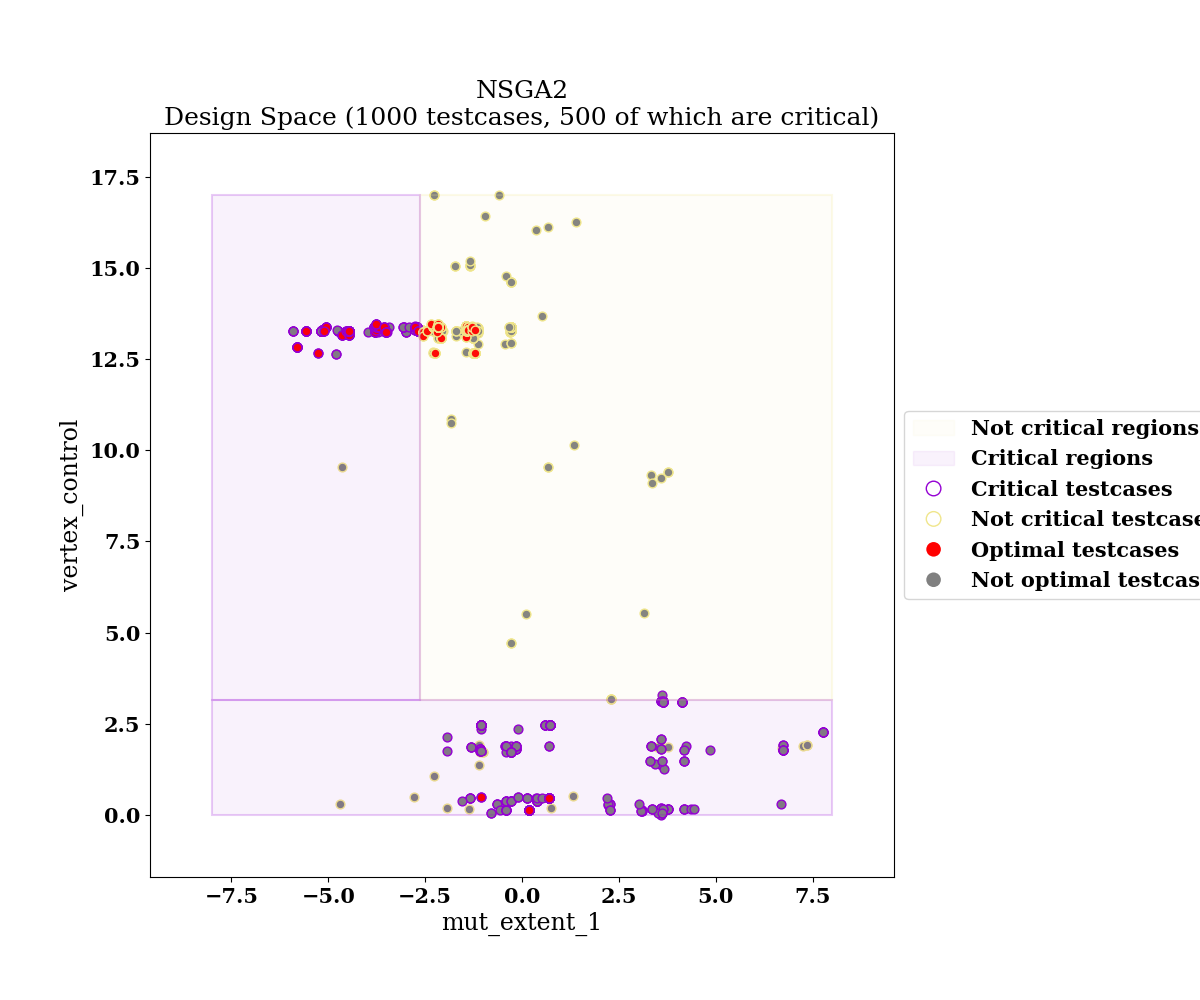 NSGA2
Design Space (1000 testcases, 500 of which are critical)
17.5
15.0
12.5
10.0
7.5
5.0
2.5
0.0
vertex_control
−7.5 −5.0 −2.5 0.0 2.5 5.0 7.5
mut_extent_1
Not critical regions
Critical regions
Critical testcases
Not critical testcase
Optimal testcases
Not optimal testcas